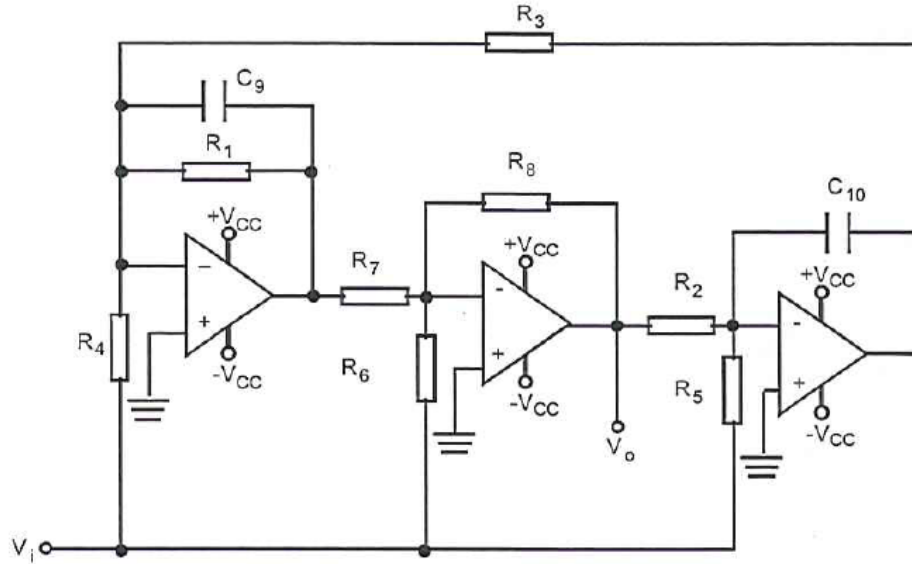 R3
C9
R1
R8
C10
+VCC
R7
+VCC
R2
+VCC
−
-
-
R4
+
+
+
-VCC
R6
-VCC
R5
-VCC
Vo
Vi